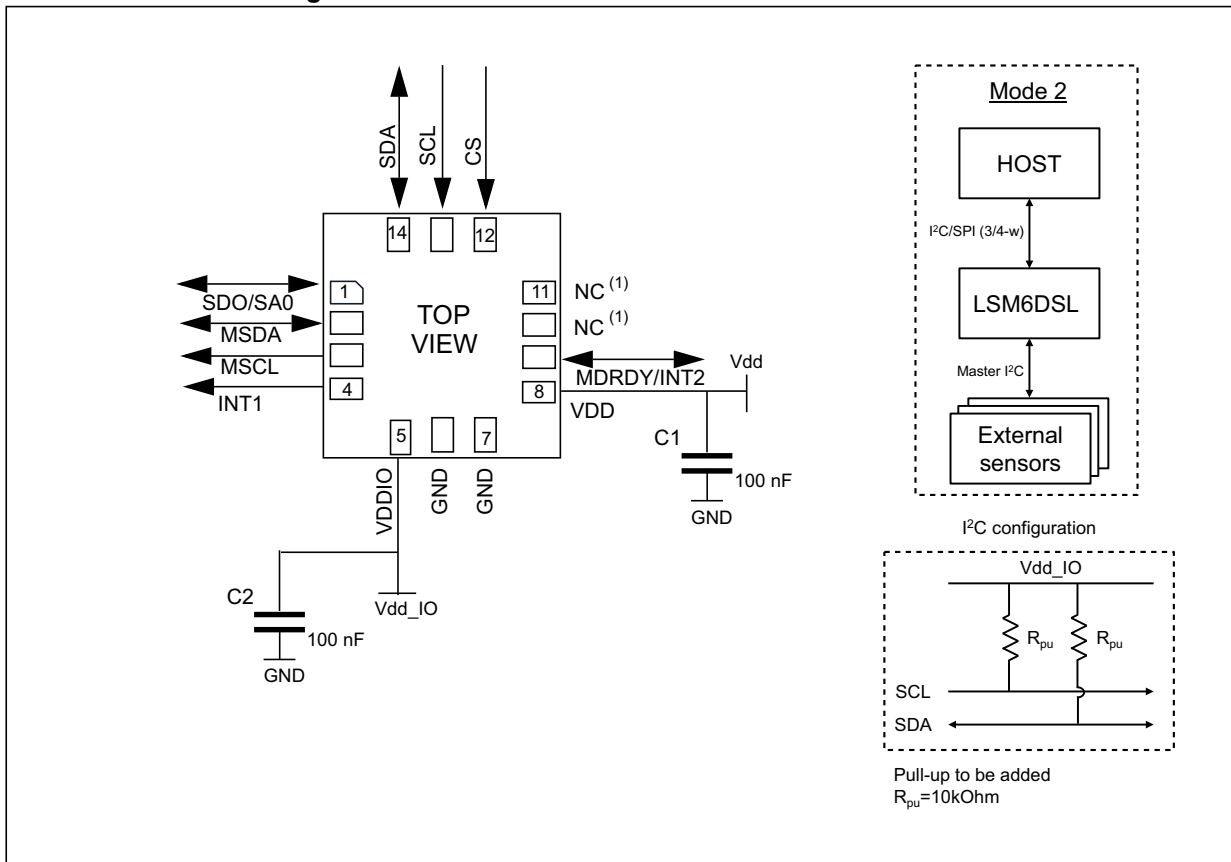 SDA
SCL
CS
14
12
1
SDO/SA0
MSDA
MSCL
4
INT1
TOP
VIEW
11
NC (1)
NC (1)
MDRDY/INT2
8
VDD
Vdd
C1
100 nF
GND
5
7
VDDIO
GND
GND
C2
100 nF
GND
Vdd_IO
Mode 2
HOST
I²C/SPI (3/4-w)
LSM6DSL
Master I²C
External
sensors
I²C configuration
Vdd_IO
Rpu
Rpu
SCL
SDA
Pull-up to be added
Rpu=10kOhm